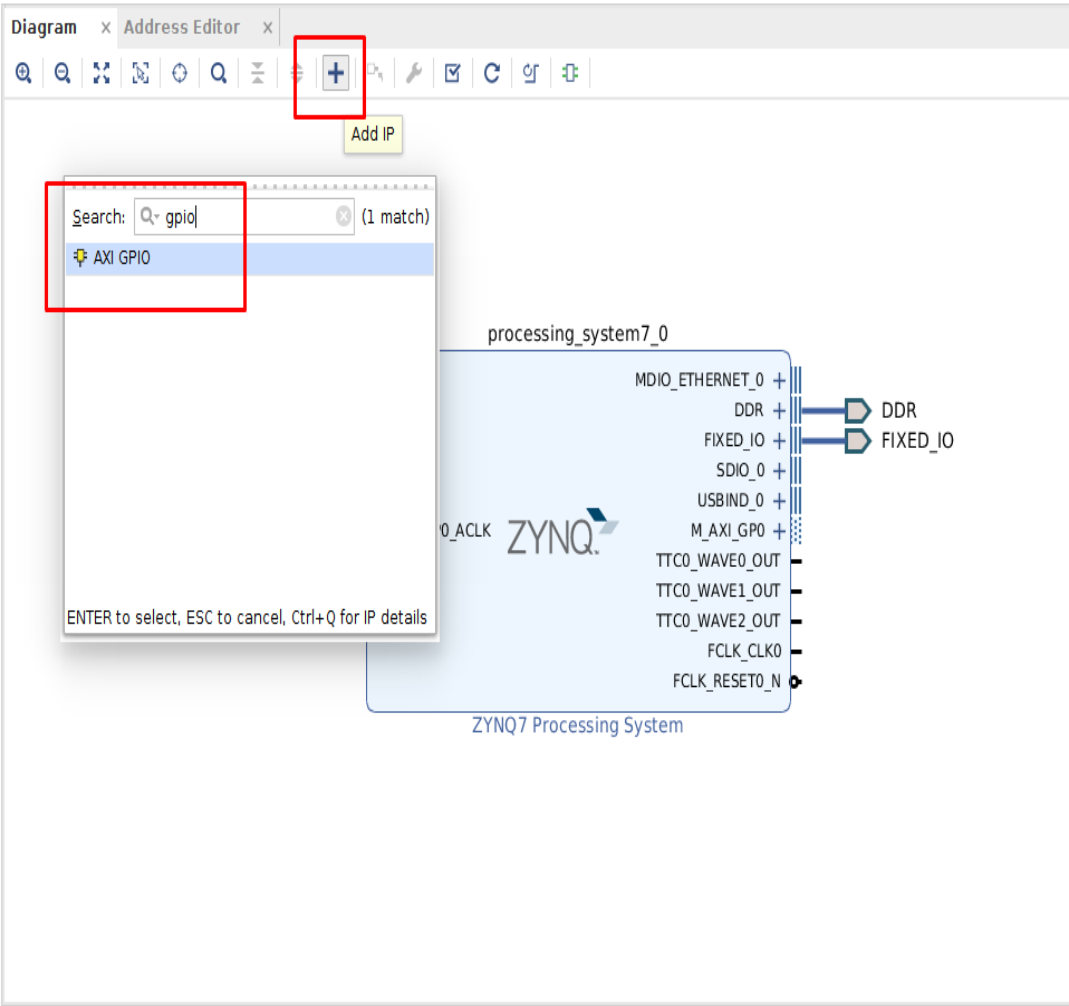 Diagram × Address Editor ×
Add IP
Search: gpio (1 match)
AXI GPIO
ENTER to select, ESC to cancel, Ctrl+Q for IP details
processing_system7_0
MDIO_ETHERNET_0
DDR
FIXED_IO
SDIO_0
USBIND_0
M_AXI_GP0
TTC0_WAVE0_OUT
TTC0_WAVE1_OUT
TTC0_WAVE2_OUT
FCLK_CLK0
FCLK_RESET0_N
0_ACLK
ZYNQ
DDR
FIXED_IO
ZYNQ7 Processing System